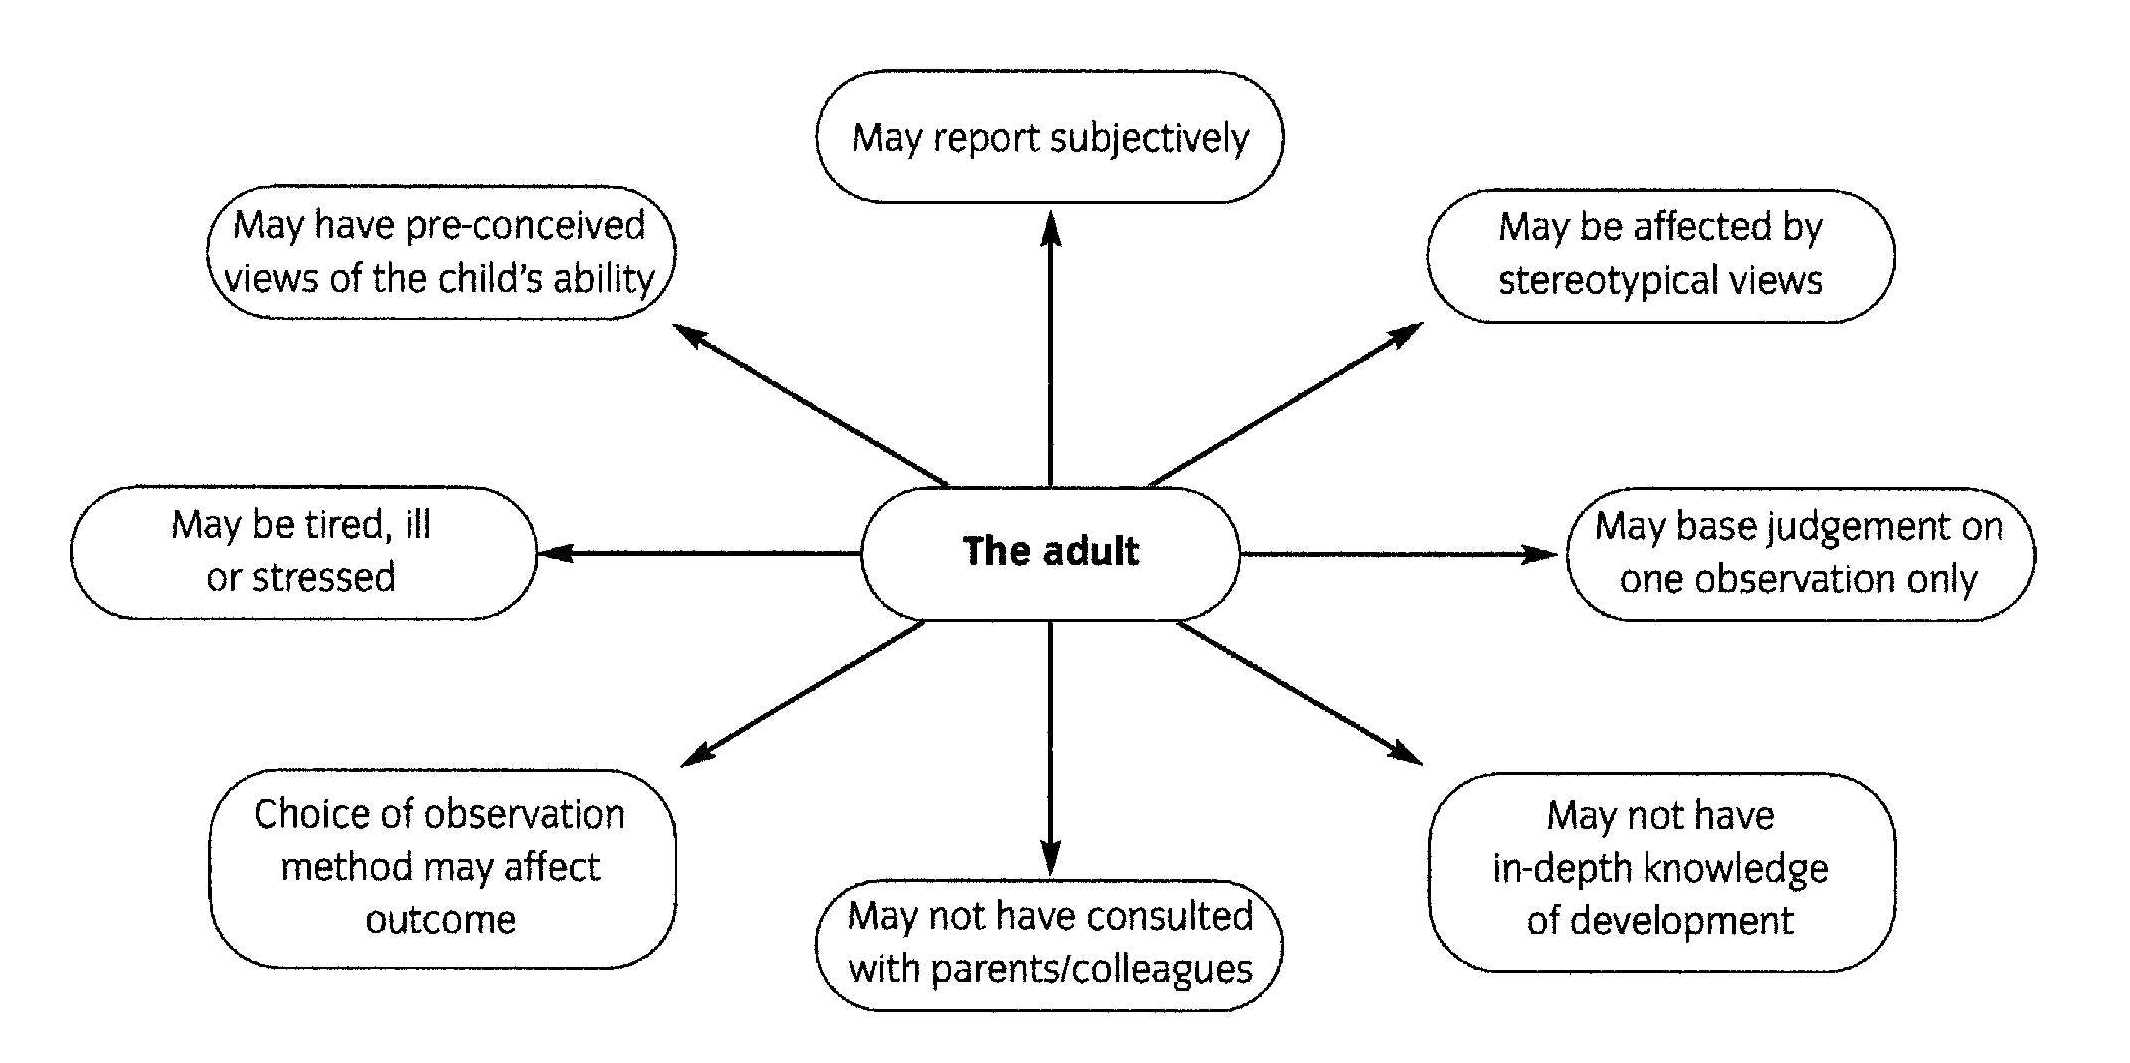 May report subjectively
May have pre-conceived
views of the child's ability
May be affected by
stereotypical views
May be tired, ill
or stressed
The adult
May base judgement on
one observation only
Choice of observation
method may affect
outcome
May not have consulted
with parents/colleagues
May not have
in-depth knowledge
of development